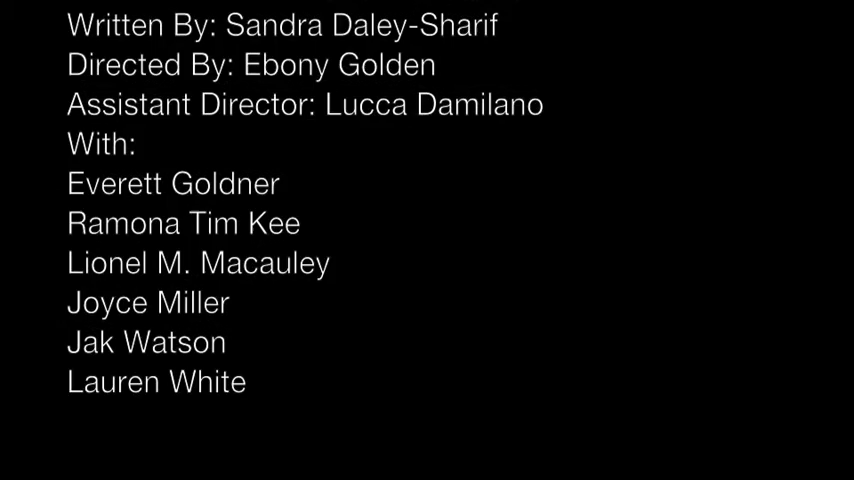 Written By: Sandra Daley-Sharif
Directed By: Ebony Golden
Assistant Director: Lucca Damilano
With:
Everett Goldner
Ramona Tim Kee
Lionel M. Macauley
Joyce Miller
Jak Watson
Lauren White